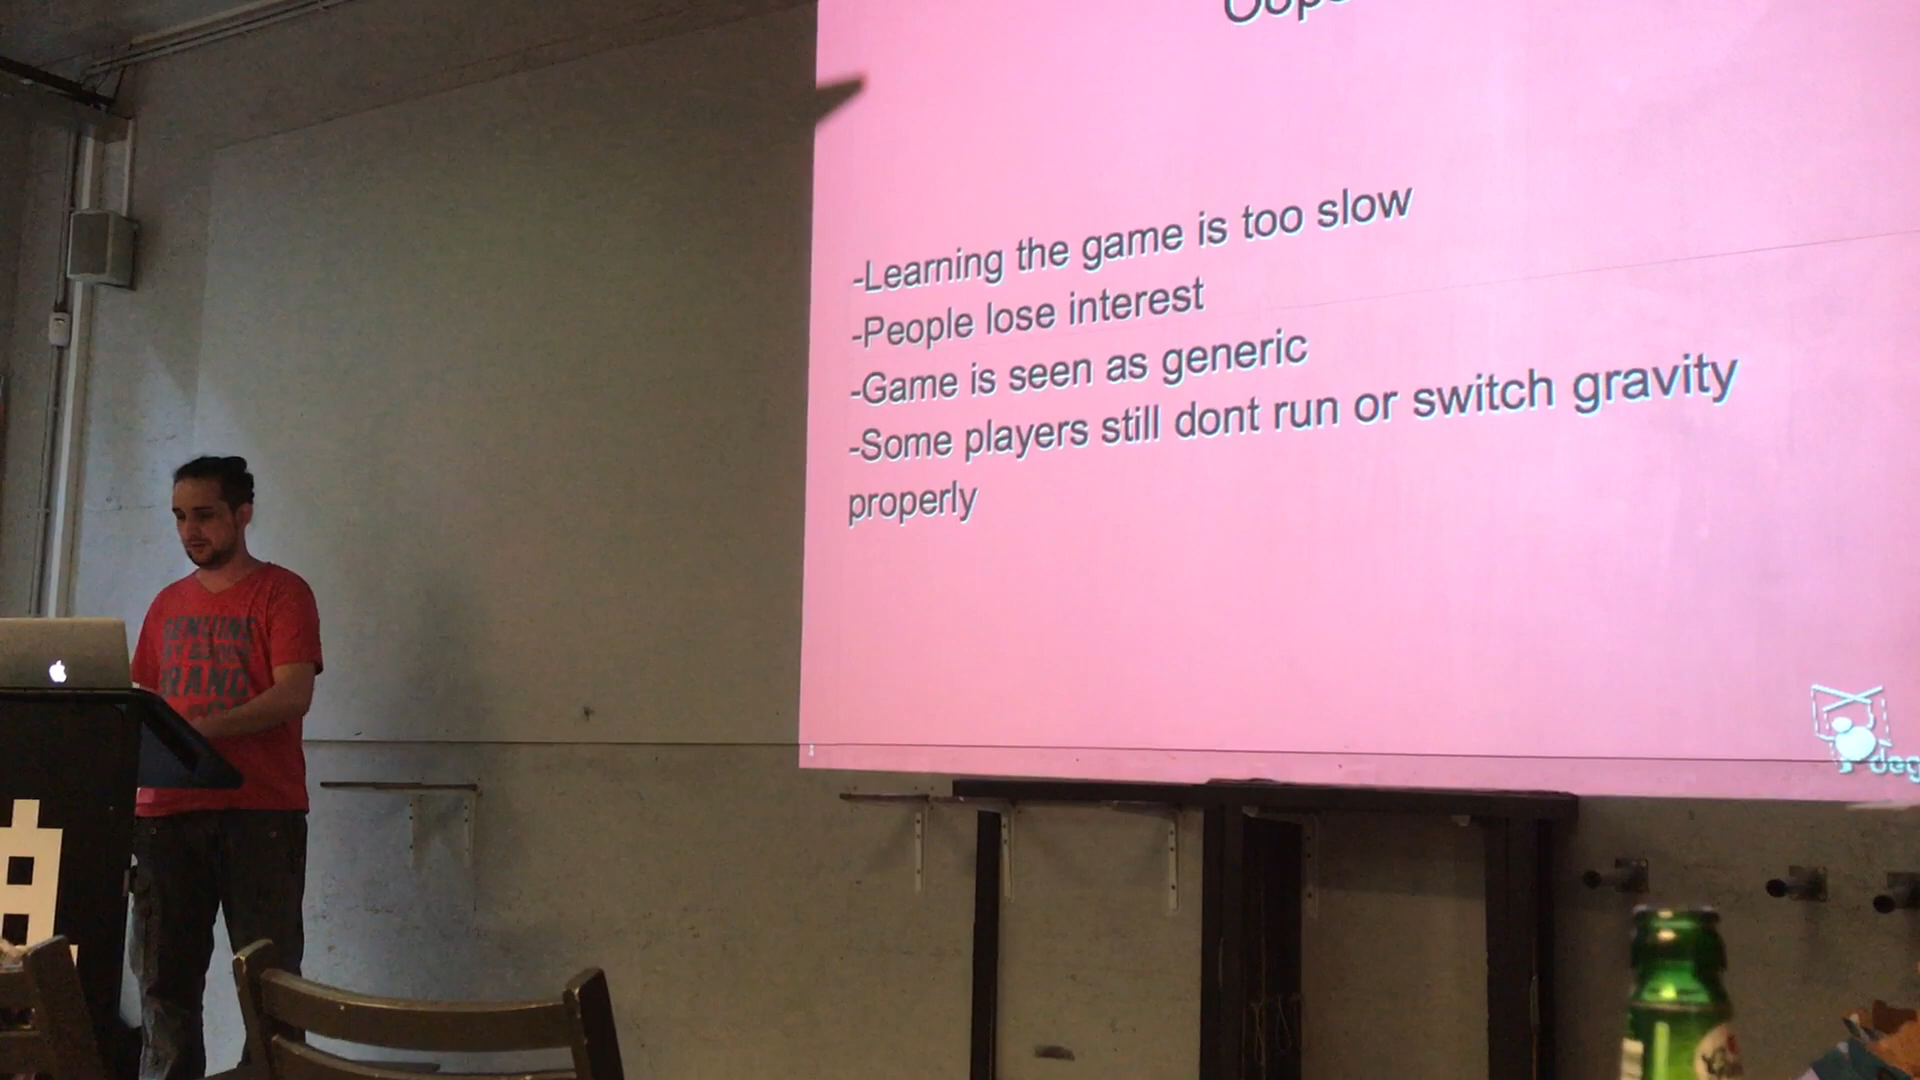 -Learning the game is too slow
-People lose interest
-Game is seen as generic
-Some players still dont run or switch gravity
properly